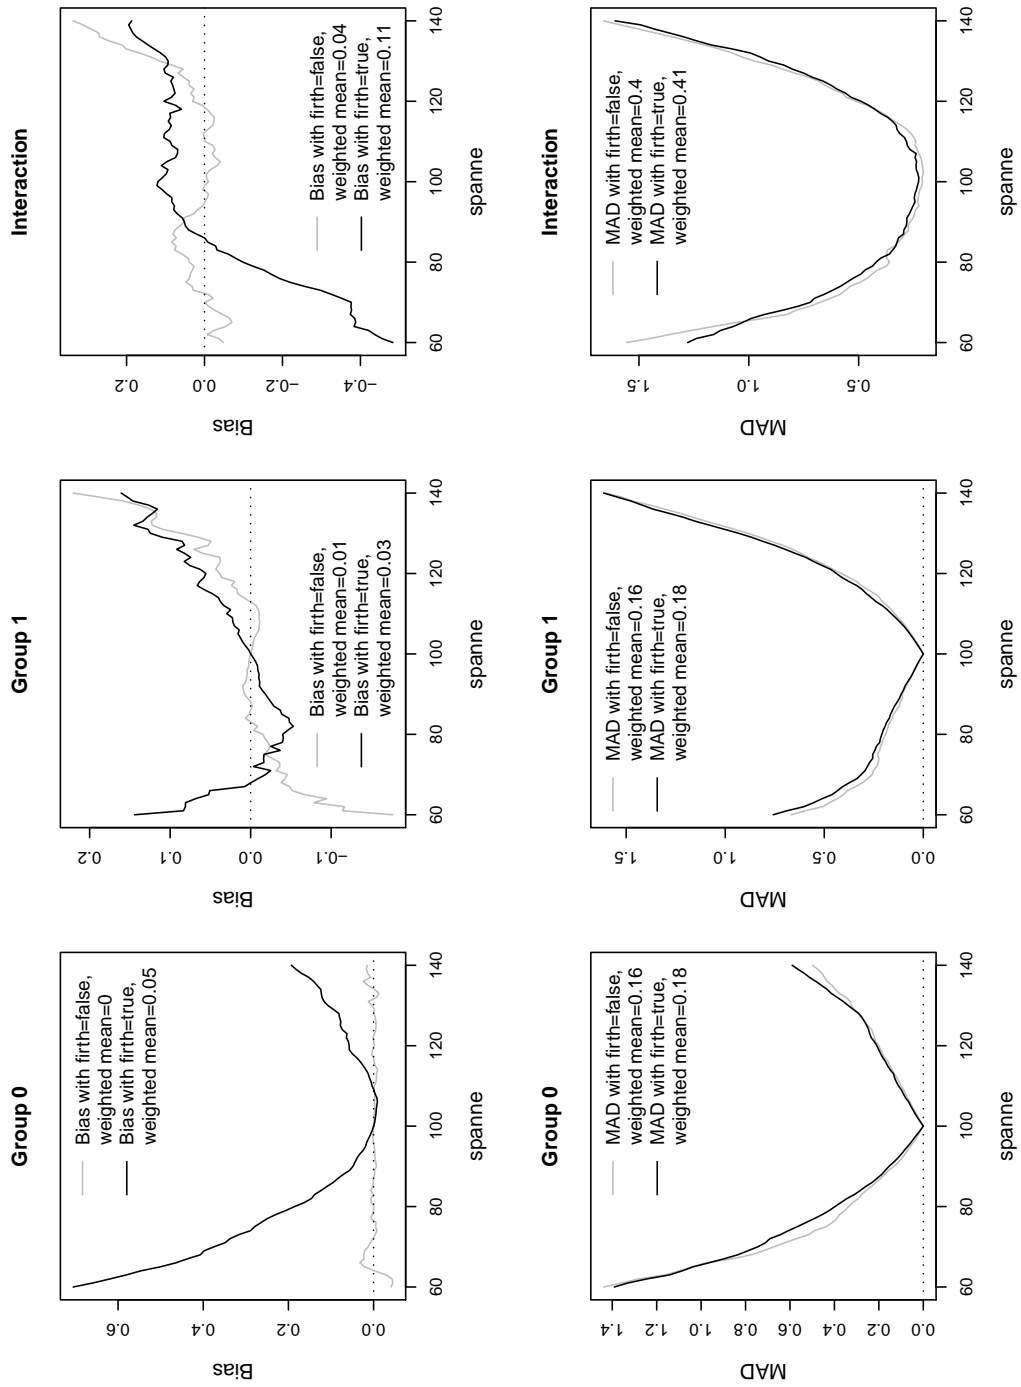 Group 0
Bias
0.0 0.2 0.4 0.6
Bias with firth=false,
weighted mean=0
Bias with firth=true,
weighted mean=0.05
60 80 100 120 140
spanne
Group 1
Bias
−0.1 0.0 0.1 0.2
Bias with firth=false,
weighted mean=0.01
Bias with firth=true,
weighted mean=0.03
60 80 100 120 140
spanne
Interaction
Bias
−0.4 −0.2 0.0 0.2
Bias with firth=false,
weighted mean=0.04
Bias with firth=true,
weighted mean=0.11
60 80 100 120 140
spanne
Group 0
MAD
0.0 0.2 0.4 0.6 0.8 1.0 1.2 1.4
MAD with firth=false,
weighted mean=0.16
MAD with firth=true,
weighted mean=0.18
60 80 100 120 140
spanne
Group 1
MAD
0.0 0.5 1.0 1.5
MAD with firth=false,
weighted mean=0.16
MAD with firth=true,
weighted mean=0.18
60 80 100 120 140
spanne
Interaction
MAD
0.5 1.0 1.5
MAD with firth=false,
weighted mean=0.4
MAD with firth=true,
weighted mean=0.41
60 80 100 120 140
spanne